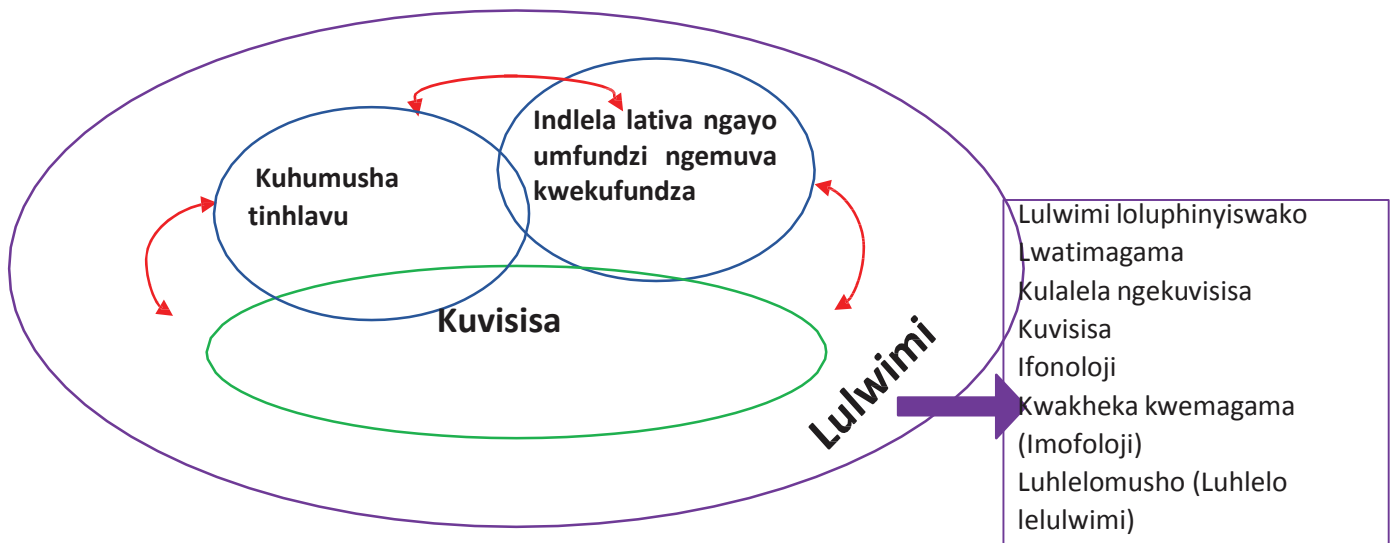 Indlela lativa ngayo
umfundzi ngemuva
kwekufundza
Kuhumusha
tinhlavu
Kuvisisa
Lulwimi
Lulwimi loluphinyiswako
Lwatimagama
Kulalela ngekuvisisa
Kuvisisa
Ifonoloji
Kwakheka kwemagama
(Imofoloji)
Luhlelomusho (Luhlelo
lelulwimi)